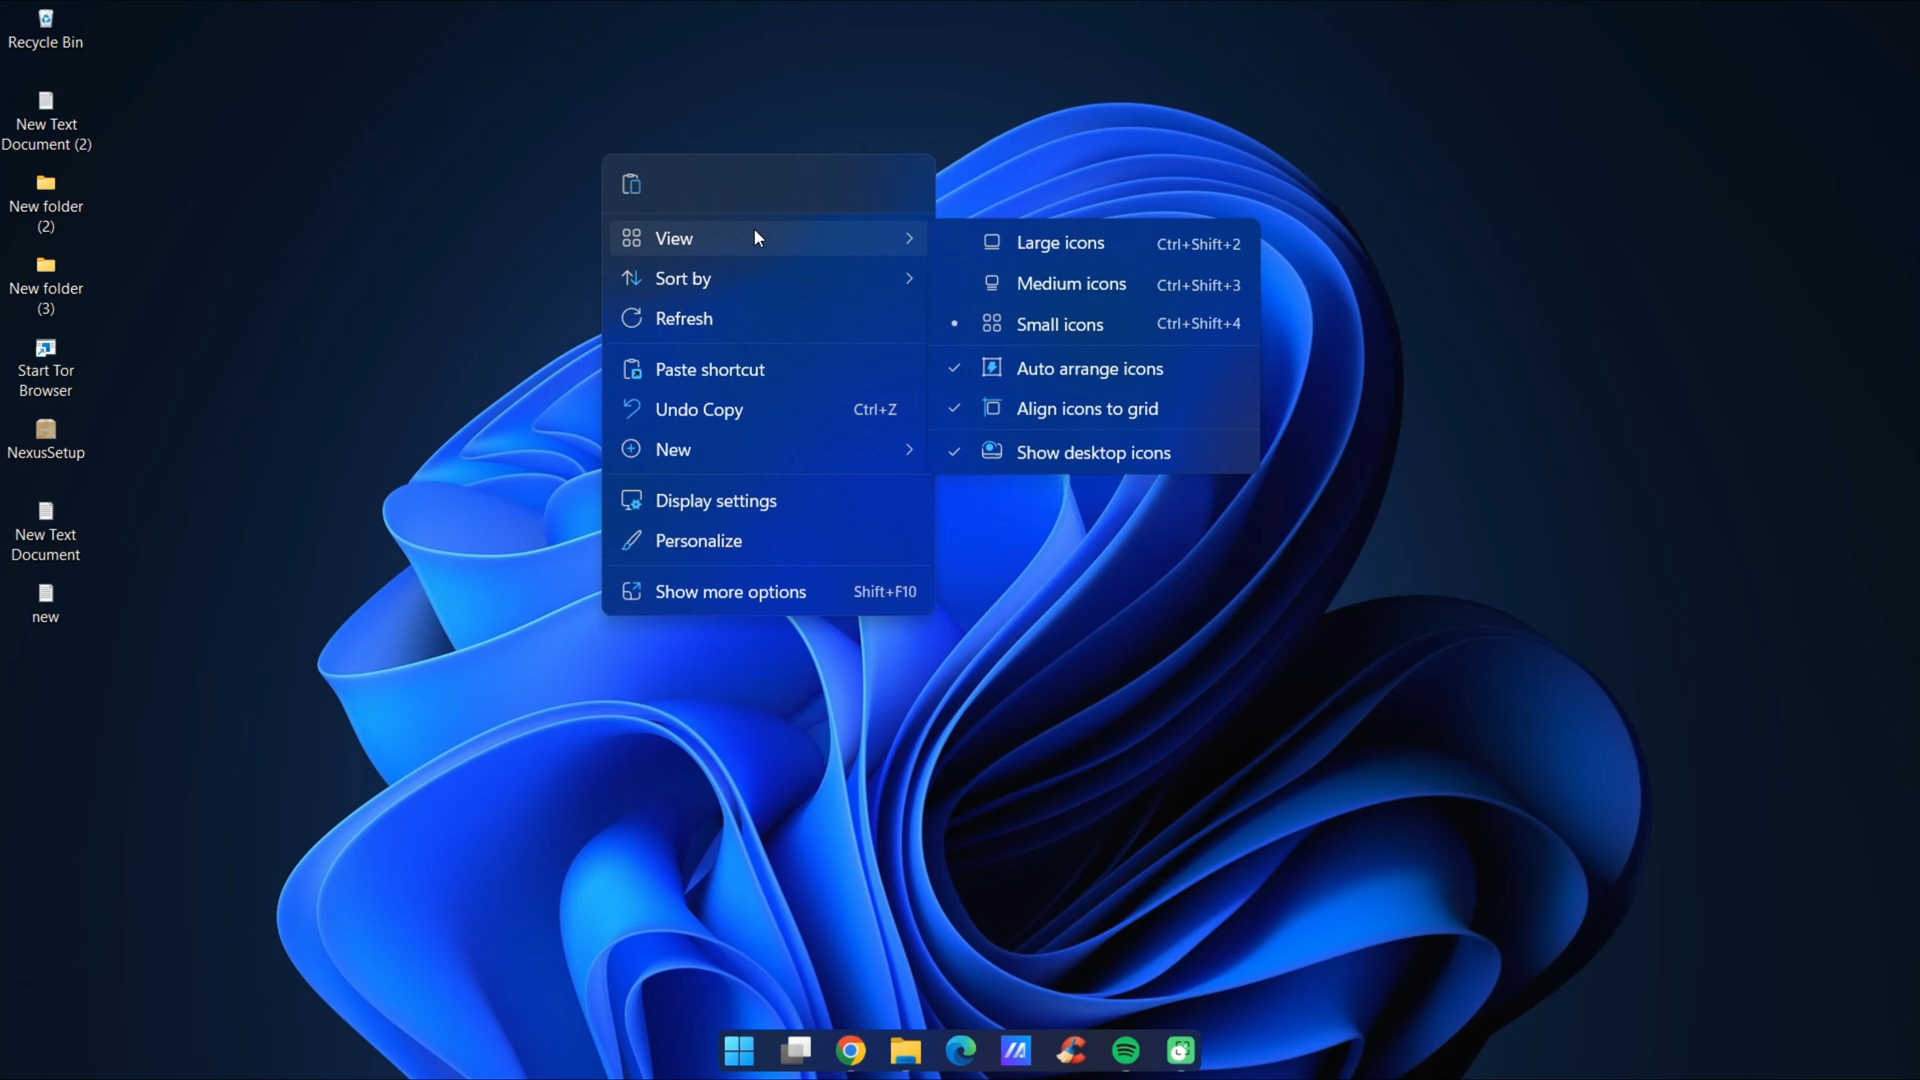 Recycle Bin
New Text
Document (2)
New folder
(2)
New folder
(3)
Start Tor
Browser
NexusSetup
New Text
Document
new
View
Sort by
Refresh
Paste shortcut
Undo Copy Ctrl+Z
New
Display settings
Personalize
Show more options Shift+F10
Large icons Ctrl+Shift+2
Medium icons Ctrl+Shift+3
Small icons Ctrl+Shift+4
Auto arrange icons
Align icons to grid
Show desktop icons